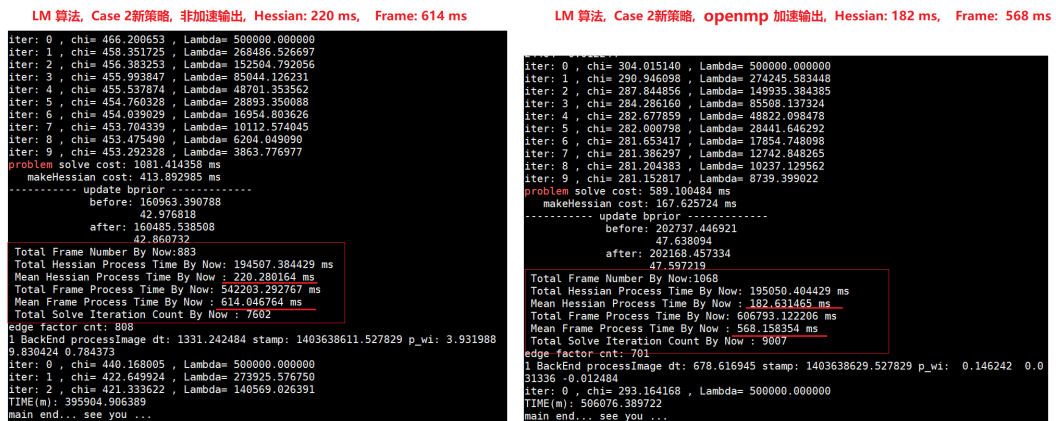 LM 算法, Case 2新策略, 非加速输出, Hessian: 220 ms, Frame: 614 ms
iter: 0 , chi= 466.200653 , Lambda= 500000.000000
iter: 1 , chi= 458.351725 , Lambda= 268486.526697
iter: 2 , chi= 456.383253 , Lambda= 152504.792056
iter: 3 , chi= 455.993847 , Lambda= 85044.126231
iter: 4 , chi= 455.537874 , Lambda= 48701.353562
iter: 5 , chi= 454.760328 , Lambda= 28893.350088
iter: 6 , chi= 454.039029 , Lambda= 16954.803626
iter: 7 , chi= 453.704339 , Lambda= 10112.574045
iter: 8 , chi= 453.475490 , Lambda= 6204.049090
iter: 9 , chi= 453.292328 , Lambda= 3863.776977
problem solve cost: 1081.414358 ms
makeHessian cost: 413.892985 ms
----------- update bprior -------------
before: 160963.390788
42.976818
after: 160485.538508
42.860732
Total Frame Number By Now:883
Total Hessian Process Time By Now: 194507.384429 ms
Mean Hessian Process Time By Now : 220.280164 ms
Total Frame Process Time By Now: 542203.292767 ms
Mean Frame Process Time By Now : 614.046764 ms
Total Solve Iteration Count By Now : 7602
edge factor cnt: 808
1 BackEnd processImage dt: 1331.242484 stamp: 1403638611.527829 p_wi: 3.931988
9.830424 0.784373
iter: 0 , chi= 440.168005 , Lambda= 500000.000000
iter: 1 , chi= 422.649924 , Lambda= 273925.576750
iter: 2 , chi= 421.333622 , Lambda= 140569.026391
TIME(m): 395904.906389
main end... see you ...
LM 算法, Case 2新策略, openmp 加速输出, Hessian: 182 ms, Frame: 568 ms
iter: 0 , chi= 304.015140 , Lambda= 500000.000000
iter: 1 , chi= 290.946098 , Lambda= 274245.583448
iter: 2 , chi= 287.844856 , Lambda= 149935.384385
iter: 3 , chi= 284.286160 , Lambda= 85508.137324
iter: 4 , chi= 282.677859 , Lambda= 48822.098478
iter: 5 , chi= 282.000798 , Lambda= 28441.646292
iter: 6 , chi= 281.653417 , Lambda= 17854.748098
iter: 7 , chi= 281.386297 , Lambda= 12742.848265
iter: 8 , chi= 281.204383 , Lambda= 10237.129562
iter: 9 , chi= 281.152817 , Lambda= 8739.399022
problem solve cost: 589.100484 ms
makeHessian cost: 167.625724 ms
----------- update bprior -------------
before: 202737.446921
47.638094
after: 202168.457334
47.597219
Total Frame Number By Now:1068
Total Hessian Process Time By Now: 195050.404429 ms
Mean Hessian Process Time By Now : 182.631465 ms
Total Frame Process Time By Now: 606793.122206 ms
Mean Frame Process Time By Now : 568.158354 ms
Total Solve Iteration Count By Now : 9007
edge factor cnt: 701
1 BackEnd processImage dt: 678.616945 stamp: 1403638629.527829 p_wi: 0.146242 0.0
31336 -0.012484
iter: 0 , chi= 293.164168 , Lambda= 500000.000000
TIME(m): 506076.389722
main end... see you ...